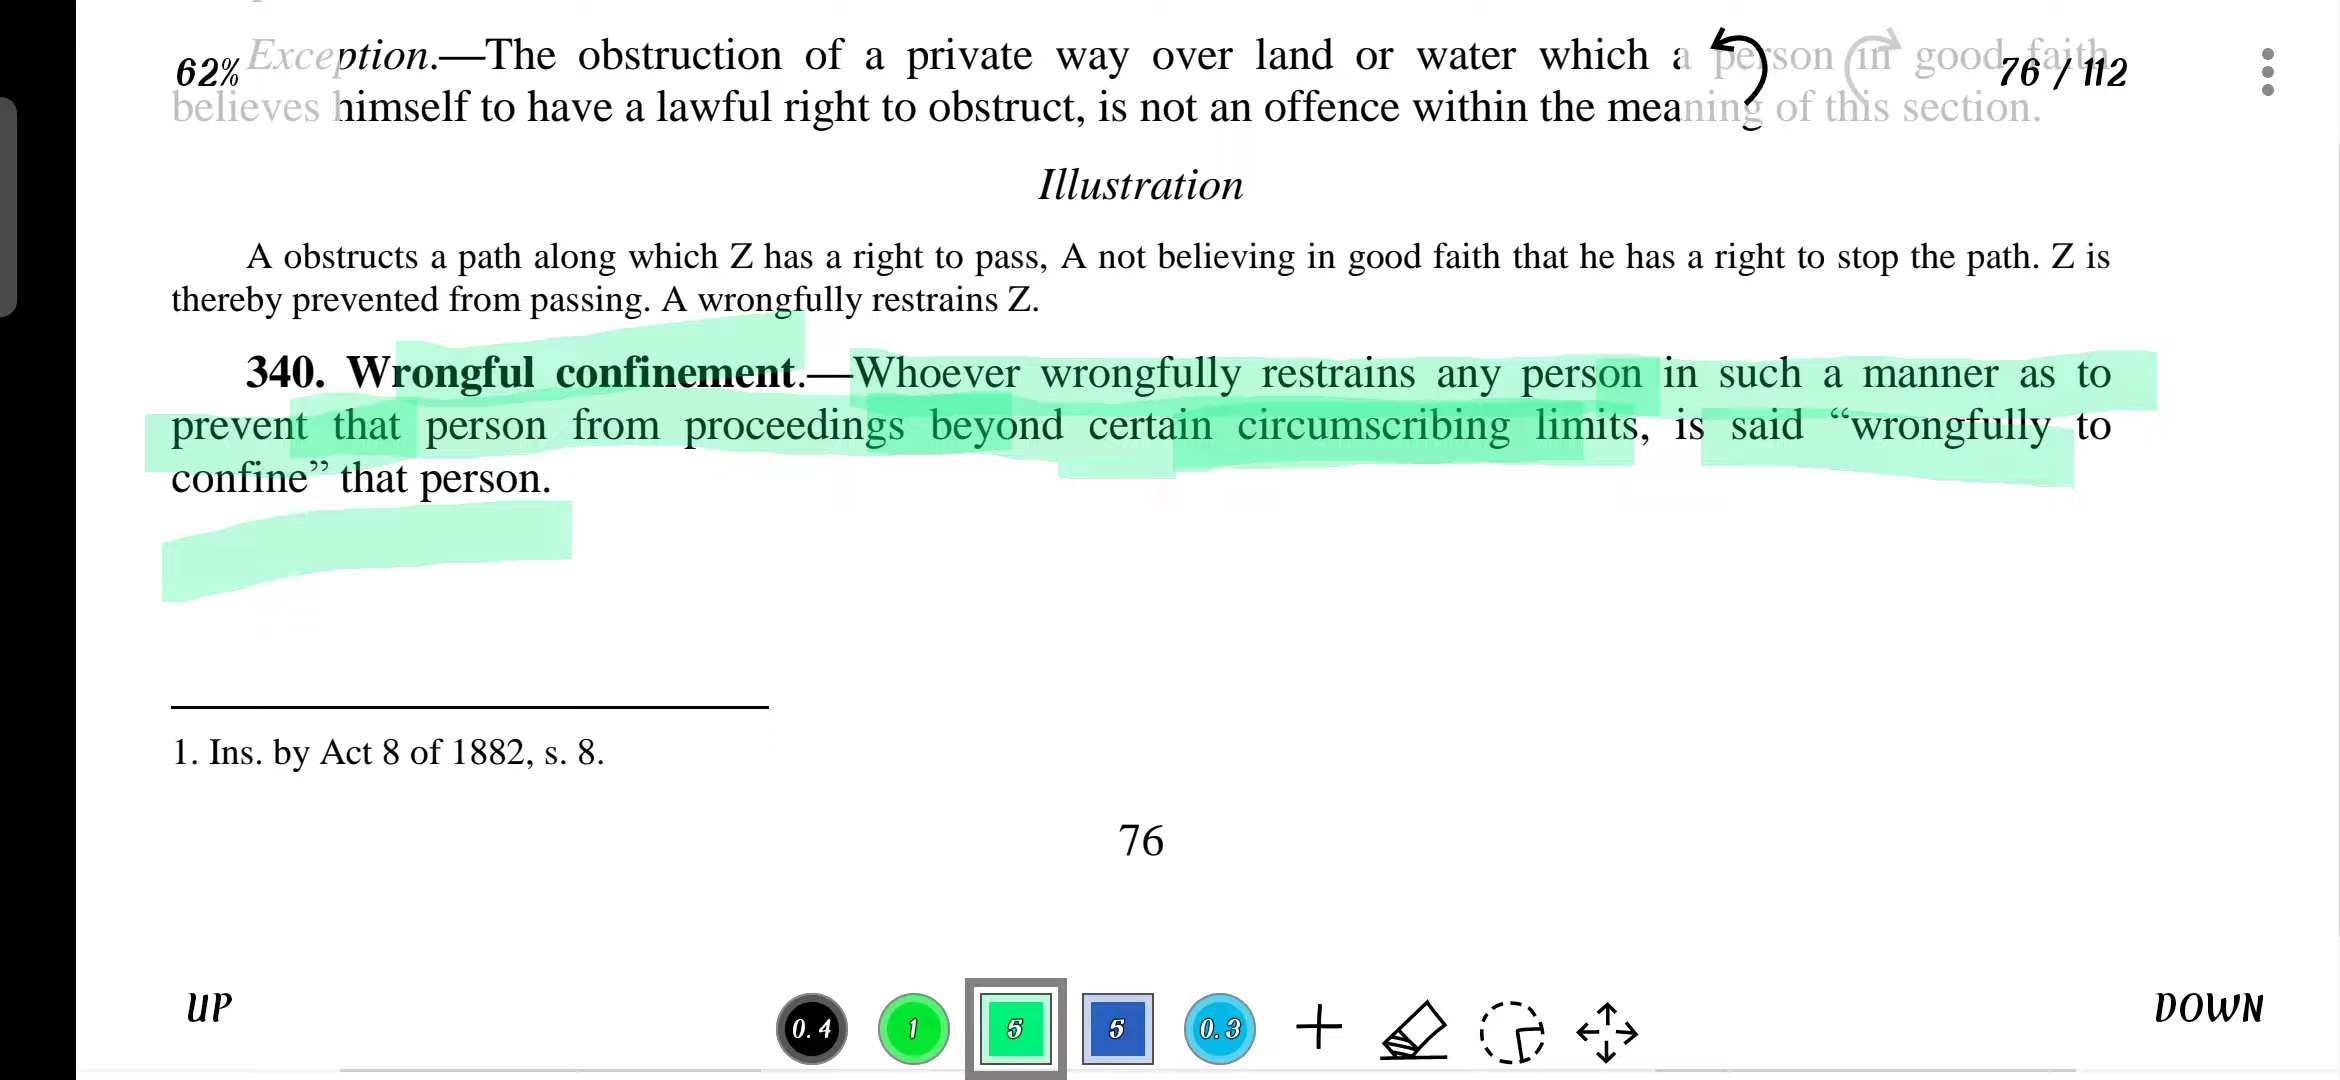 Exception.—The obstruction of a private way over land or water which a person in good faith
62%
76 / 112
believes himself to have a lawful right to obstruct, is not an offence within the meaning of this section.
Illustration
A obstructs a path along which Z has a right to pass, A not believing in good faith that he has a right to stop the path. Z is
thereby prevented from passing. A wrongfully restrains Z.
340. Wrongful confinement.—Whoever wrongfully restrains any person in such a manner as to
prevent that person from proceedings beyond certain circumscribing limits, is said “wrongfully to
confine” that person.
1. Ins. by Act 8 of 1882, s. 8.
76
UP
DOWN
0.4 1 5 5 0.3